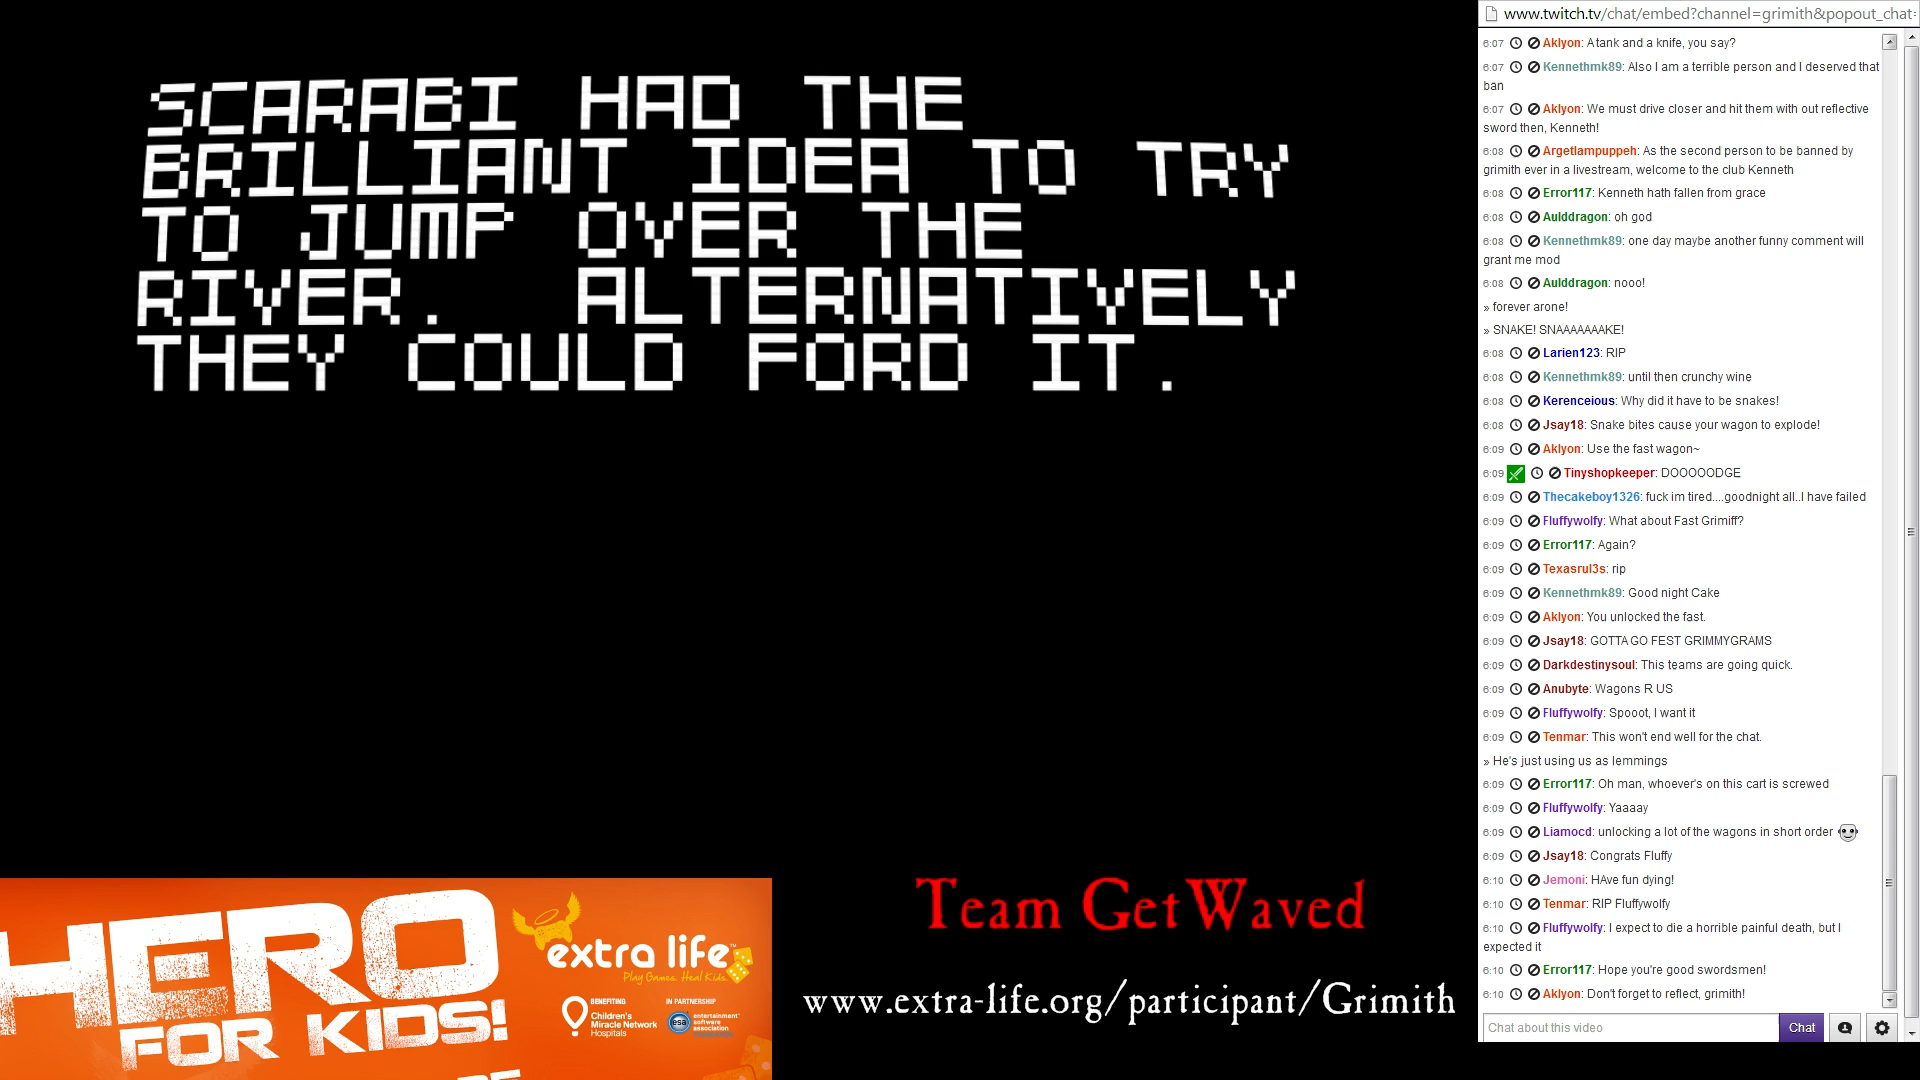 SCARABI HAD THE
BRILLIANT IDEA TO TRY
TO JUMP OVER THE
RIVER. ALTERNATIVELY
THEY COULD FORD IT.
HERO
FOR KIDS!
extra life™
Play Games. Heal Kids.
BENEFITING
Children's
Miracle Network
Hospitals
IN PARTNERSHIP
esa entertainment software association
Team GetWaved
www.extra-life.org/participant/Grimith
www.twitch.tv/chat/embed?channel=grimith&popout_chat=
6:07 Aklyon: A tank and a knife, you say?
6:07 Kennethmk89: Also I am a terrible person and I deserved that
ban
6:07 Aklyon: We must drive closer and hit them with out reflective
sword then, Kenneth!
6:08 Argetlampuppeh: As the second person to be banned by
grimith ever in a livestream, welcome to the club Kenneth
6:08 Error117: Kenneth hath fallen from grace
6:08 Aulddragon: oh god
6:08 Kennethmk89: one day maybe another funny comment will
grant me mod
6:08 Aulddragon: nooo!
» forever arone!
» SNAKE! SNAAAAAAAKE!
6:08 Larien123: RIP
6:08 Kennethmk89: until then crunchy wine
6:08 Kerenceious: Why did it have to be snakes!
6:08 Jsay18: Snake bites cause your wagon to explode!
6:09 Aklyon: Use the fast wagon~
6:09 Tinyshopkeeper: DOOOOODGE
6:09 Thecakeboy1326: fuck im tired....goodnight all..I have failed
6:09 Fluffywolfy: What about Fast Grimiff?
6:09 Error117: Again?
6:09 Texasrul3s: rip
6:09 Kennethmk89: Good night Cake
6:09 Aklyon: You unlocked the fast.
6:09 Jsay18: GOTTA GO FEST GRIMMYGRAMS
6:09 Darkdestinysoul: This teams are going quick.
6:09 Anubyte: Wagons R US
6:09 Fluffywolfy: Spooot, I want it
6:09 Tenmar: This won't end well for the chat.
» He's just using us as lemmings
6:09 Error117: Oh man, whoever's on this cart is screwed
6:09 Fluffywolfy: Yaaaay
6:09 Liamocd: unlocking a lot of the wagons in short order
6:09 Jsay18: Congrats Fluffy
6:10 Jemoni: HAve fun dying!
6:10 Tenmar: RIP Fluffywolfy
6:10 Fluffywolfy: I expect to die a horrible painful death, but I
expected it
6:10 Error117: Hope you're good swordsmen!
6:10 Aklyon: Don't forget to reflect, grimith!
Chat about this video
Chat